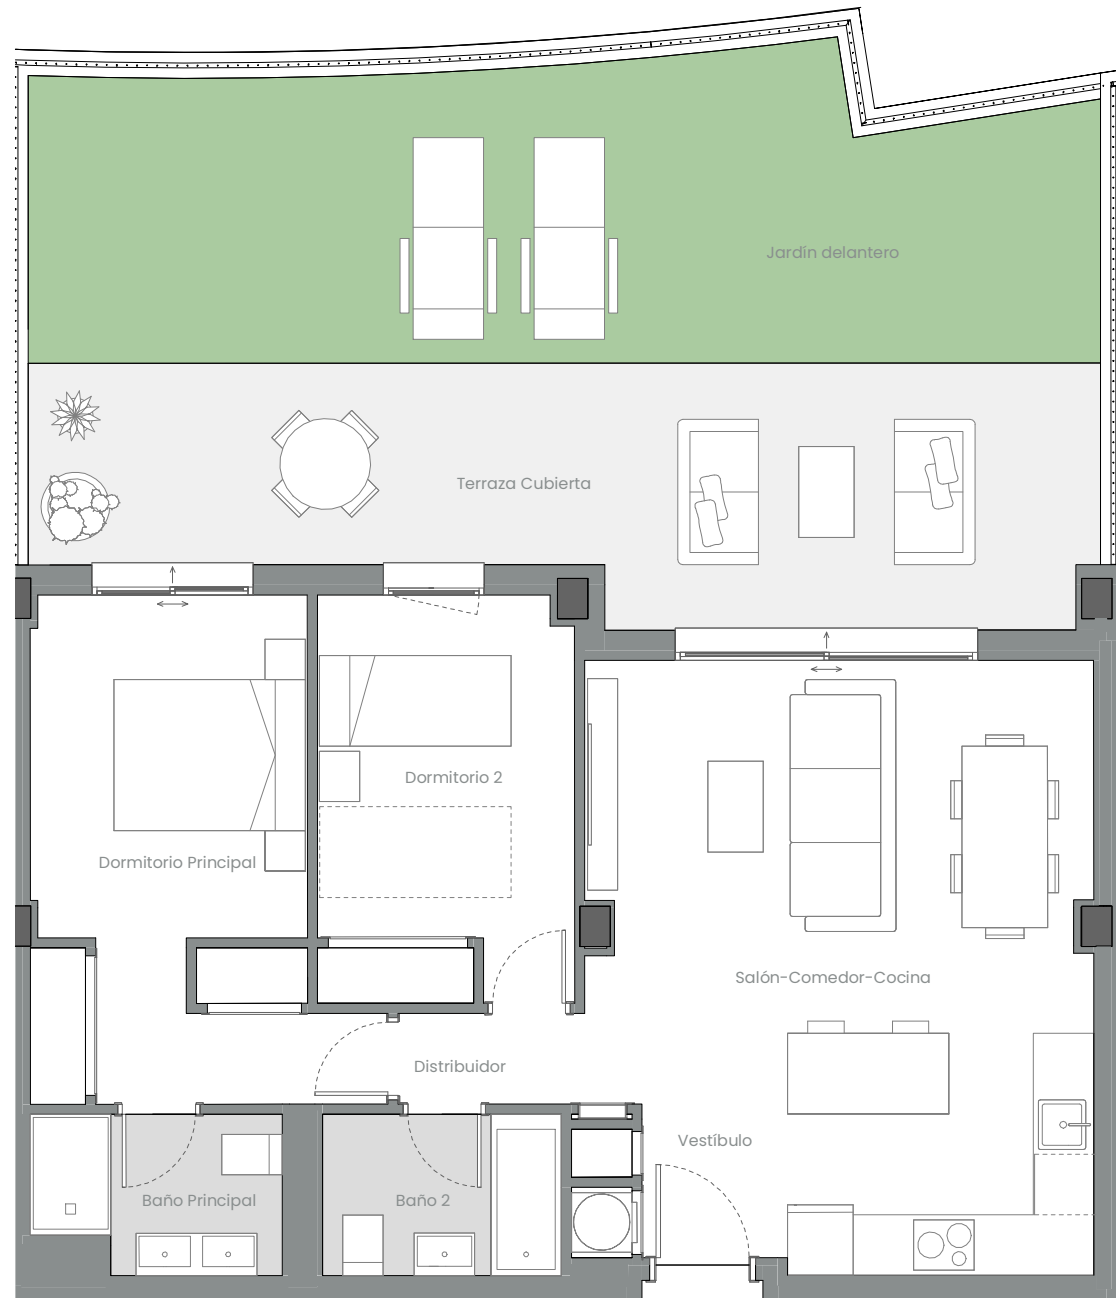 Jardín delantero
Terraza Cubierta
Dormitorio 2
Dormitorio Principal
Salón-Comedor-Cocina
Distribuidor
Vestíbulo
Baño Principal
Baño 2